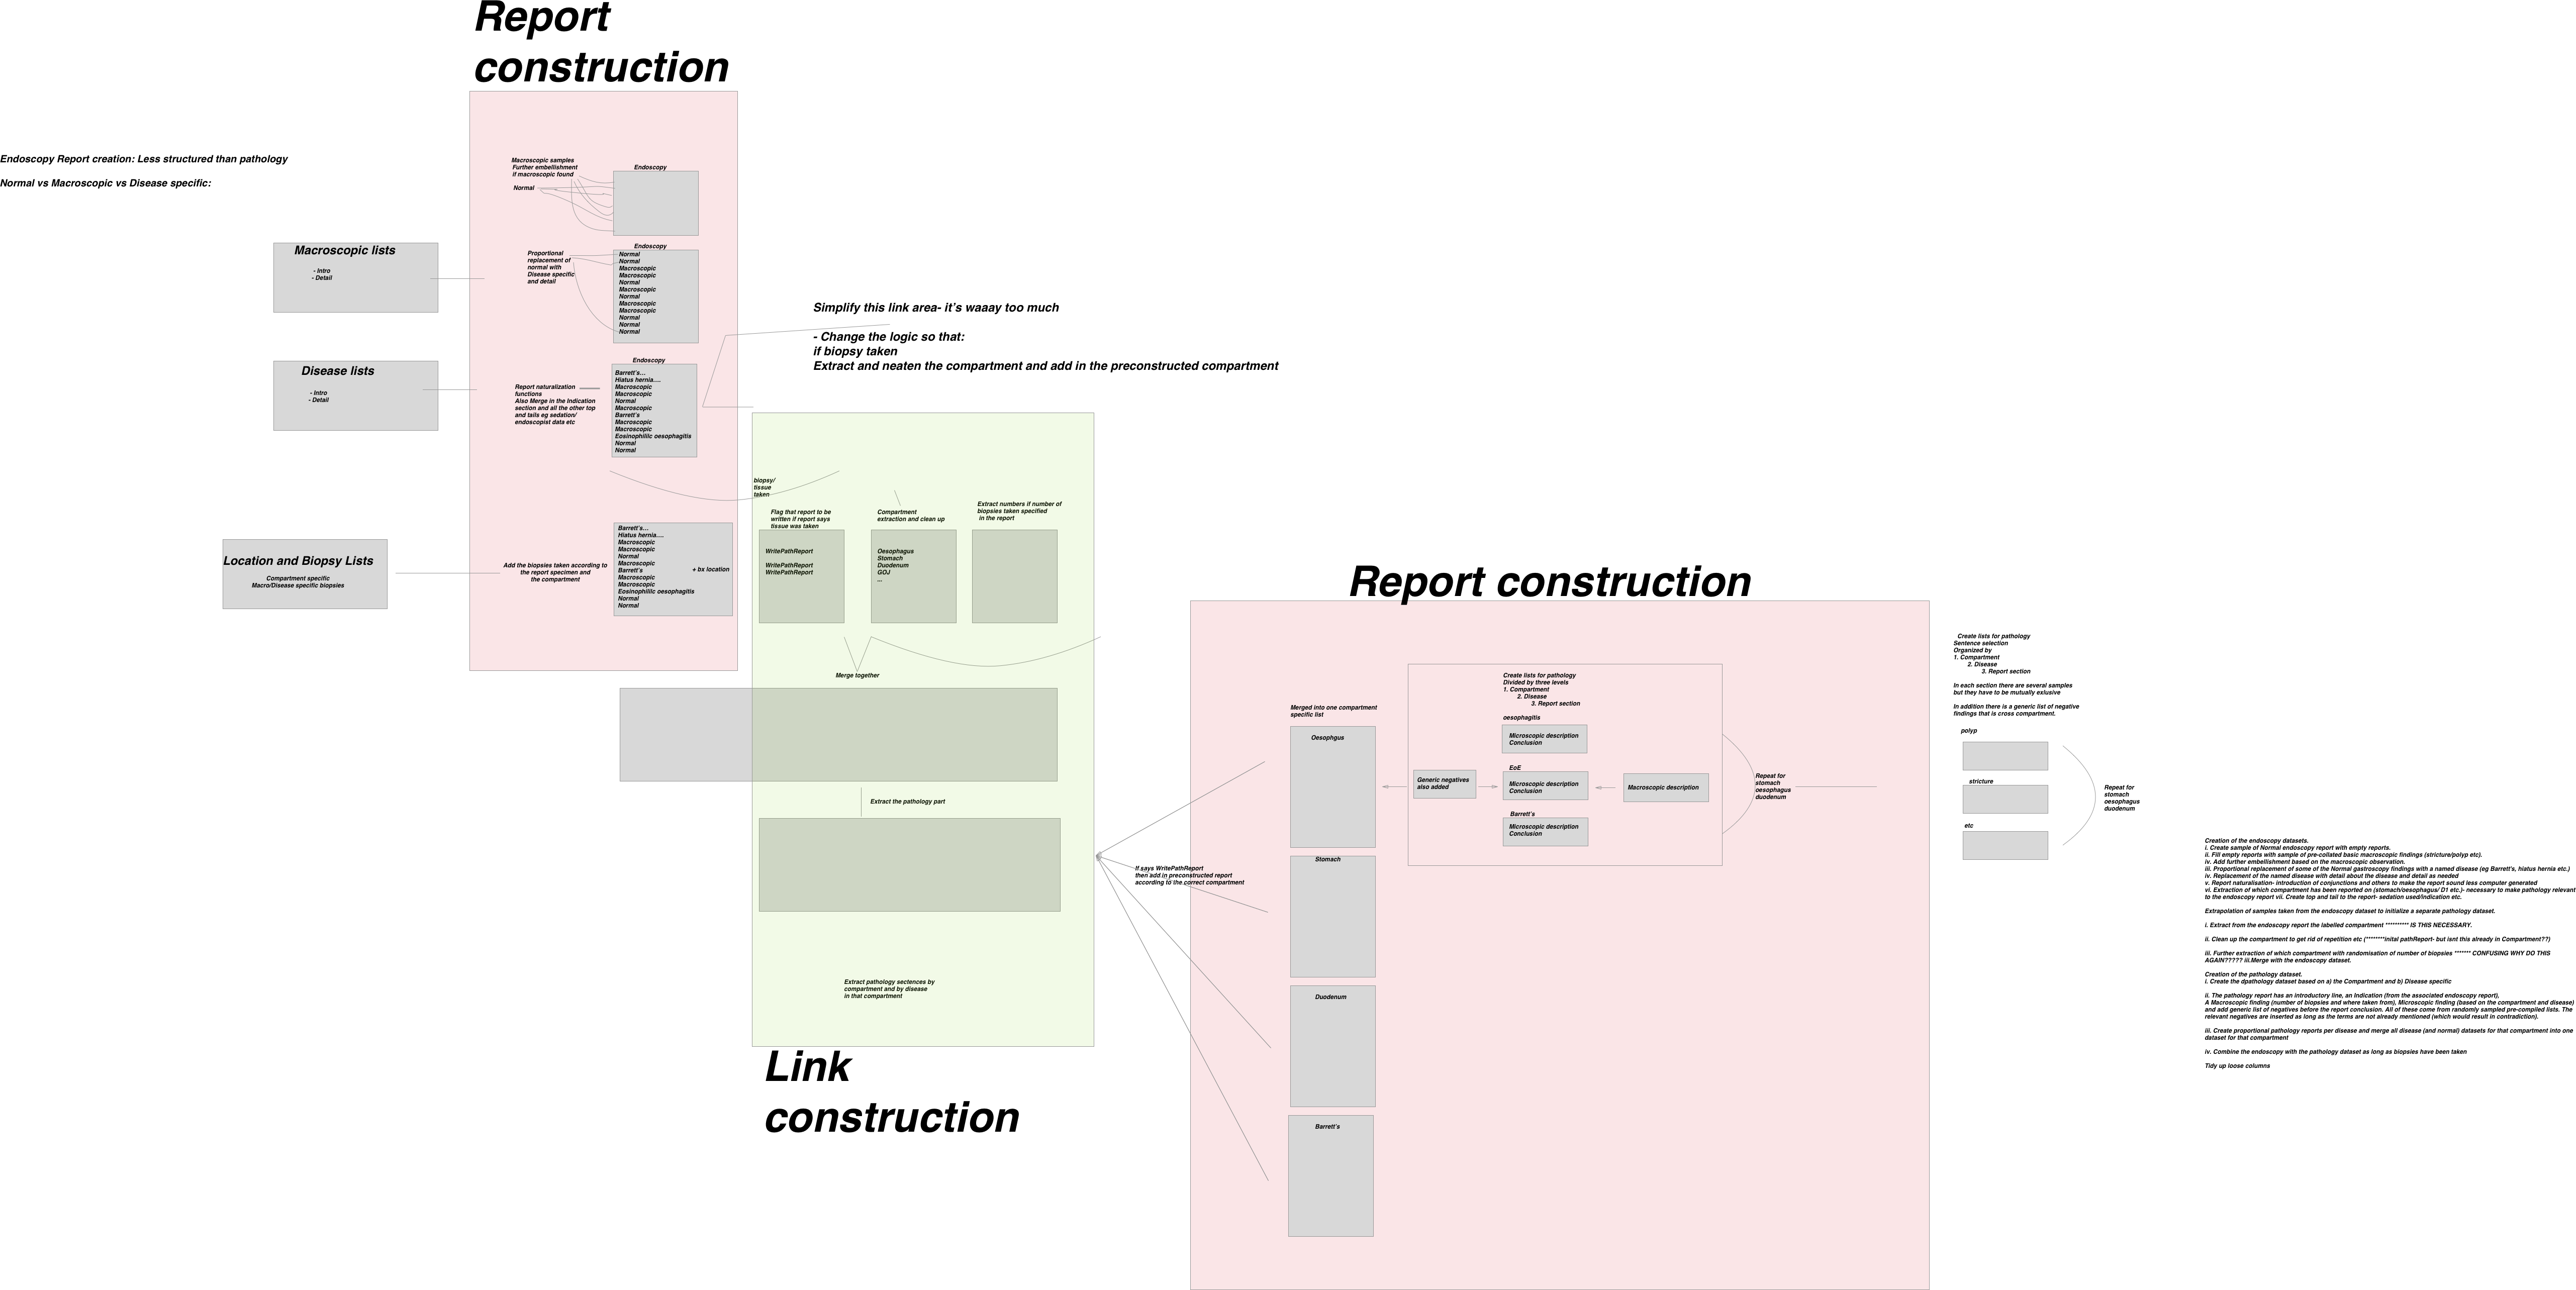 Report
construction
Endoscopy Report creation: Less structured than pathology
Normal vs Macroscopic vs Disease specific:
Macroscopic samples
Further embellishment
if macroscopic found
Normal
Endoscopy
Macroscopic lists
- Intro
- Detail
Proportional
replacement of
normal with
Disease specific
and detail
Endoscopy
Normal
Normal
Macroscopic
Macroscopic
Normal
Macroscopic
Normal
Macroscopic
Macroscopic
Normal
Normal
Normal
Disease lists
- Intro
- Detail
Report naturalization
functions
Also Merge in the Indication
section and all the other top
and tails eg sedation/
endoscopist data etc
Endoscopy
Barrett's...
Hiatus hernia....
Macroscopic
Macroscopic
Normal
Macroscopic
Barrett's
Macroscopic
Macroscopic
Eosinophililc oesophagitis
Normal
Normal
Simplify this link area- it's waaay too much
- Change the logic so that:
if biopsy taken
Extract and neaten the compartment and add in the preconstructed compartment
Location and Biopsy Lists
Compartment specific
Macro/Disease specific biopsies
Add the biopsies taken according to
the report specimen and
the compartment
Barrett's...
Hiatus hernia....
Macroscopic
Macroscopic
Normal
Macroscopic
Barrett's
+ bx location
Macroscopic
Macroscopic
Eosinophililc oesophagitis
Normal
Normal
biopsy/
tissue
taken
Flag that report to be
written if report says
tissue was taken
WritePathReport
WritePathReport
WritePathReport
Compartment
extraction and clean up
Oesophagus
Stomach
Duodenum
GOJ
...
Extract numbers if number of
biopsies taken specified
in the report
Merge together
Extract the pathology part
Extract pathology sectences by
compartment and by disease
in that compartment
Link
construction
If says WritePathReport
then add in preconstructed report
according to the correct compartment
Report construction
Merged into one compartment
specific list
Oesophgus
Stomach
Duodenum
Barrett's
Create lists for pathology
Divided by three levels
1. Compartment
2. Disease
3. Report section
oesophagitis
Microscopic description
Conclusion
EoE
Generic negatives
also added
Microscopic description
Conclusion
Macroscopic description
Barrett's
Microscopic description
Conclusion
Repeat for
stomach
oesophagus
duodenum
Create lists for pathology
Sentence selection
Organized by
1. Compartment
2. Disease
3. Report section
In each section there are several samples
but they have to be mutually exlusive
In addition there is a generic list of negative
findings that is cross compartment.
polyp
stricture
etc
Repeat for
stomach
oesophagus
duodenum
Creation of the endoscopy datasets.
i. Create sample of Normal endoscopy report with empty reports.
ii. Fill empty reports with sample of pre-collated basic macroscopic findings (stricture/polyp etc).
iv. Add further embellishment based on the macroscopic observation.
iii. Proportional replacement of some of the Normal gastroscopy findings with a named disease (eg Barrett's, hiatus hernia etc.)
iv. Replacement of the named disease with detail about the disease and detail as needed
v. Report naturalisation- introduction of conjunctions and others to make the report sound less computer generated
vi. Extraction of which compartment has been reported on (stomach/oesophagus/ D1 etc.)- necessary to make pathology relevant
to the endoscopy report vii. Create top and tail to the report- sedation used/indication etc.
Extrapolation of samples taken from the endoscopy dataset to initialize a separate pathology dataset.
i. Extract from the endoscopy report the labelled compartment ********** IS THIS NECESSARY.
ii. Clean up the compartment to get rid of repetition etc (********inital pathReport- but isnt this already in Compartment??)
iii. Further extraction of which compartment with randomisation of number of biopsies ******* CONFUSING WHY DO THIS
AGAIN????? iii.Merge with the endoscopy dataset.
Creation of the pathology dataset.
i. Create the dpathology dataset based on a) the Compartment and b) Disease specific
ii. The pathology report has an introductory line, an Indication (from the associated endoscopy report),
A Macroscopic finding (number of biopsies and where taken from), Microscopic finding (based on the compartment and disease)
and add generic list of negatives before the report conclusion. All of these come from randomly sampled pre-compiled lists. The
relevant negatives are inserted as long as the terms are not already mentioned (which would result in contradiction).
iii. Create proportional pathology reports per disease and merge all disease (and normal) datasets for that compartment into one
dataset for that compartment
iv. Combine the endoscopy with the pathology dataset as long as biopsies have been taken
Tidy up loose columns